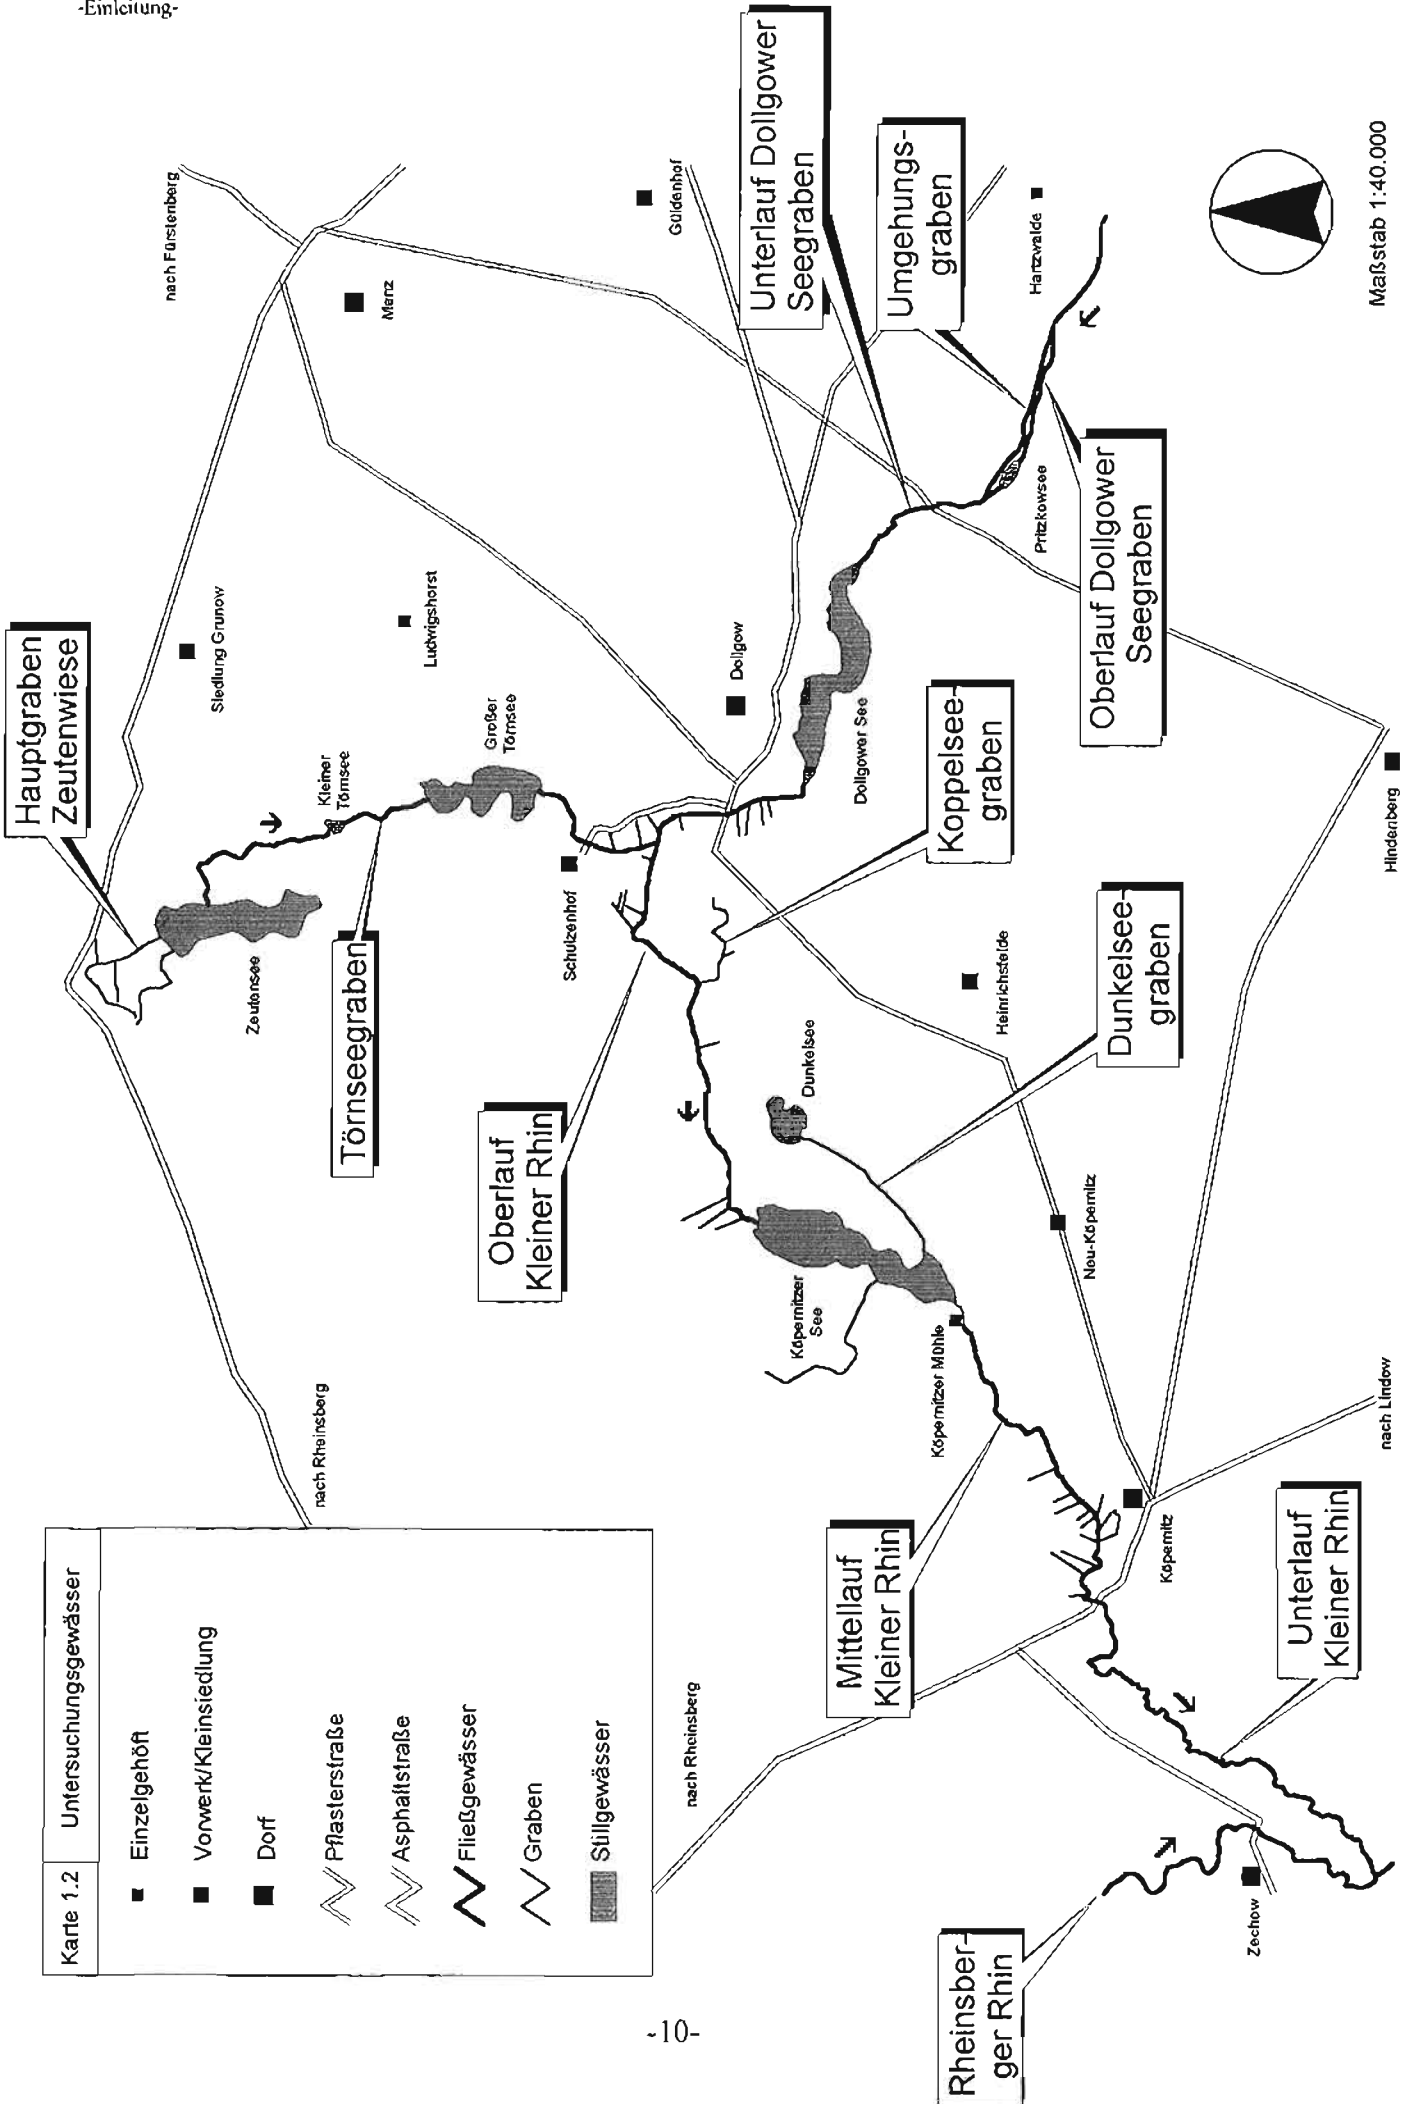 -Einleitung-
Karte 1.2
Untersuchungsgewässer
Einzelgehöft
Vorwerk/Kleinsiedlung
Dorf
Pflasterstraße
Asphaltstraße
Fließgewässer
Graben
Stillgewässer
nach Rheinsberg
Hauptgraben
Zeutenwiese
nach Fürstenberg
Siedlung Grunow
Menz
Ludwigshorst
Kleiner
Törnsee
Zeutensee
Törnseegraben
Großer
Törnsee
Schulzenhof
Oberlauf
Kleiner Rhin
Güldenhof
Dollgow
Unterlauf Dollgower
Seegraben
Umgehungs-
graben
Hartzwalde
Dollgower See
Pritzkowsee
Oberlauf Dollgower
Seegraben
Koppelsee-
graben
Dunkelsee
Heinrichsfelde
Dunkelsee-
graben
Köpernitzer
See
Köpernitzer Mühle
Neu-Köpernitz
Hindenberg
nach Rheinsberg
Mittellauf
Kleiner Rhin
Köpernitz
nach Lindow
Unterlauf
Kleiner Rhin
Rheinsber-
ger Rhin
Zechow
Maßstab 1:40.000
-10-